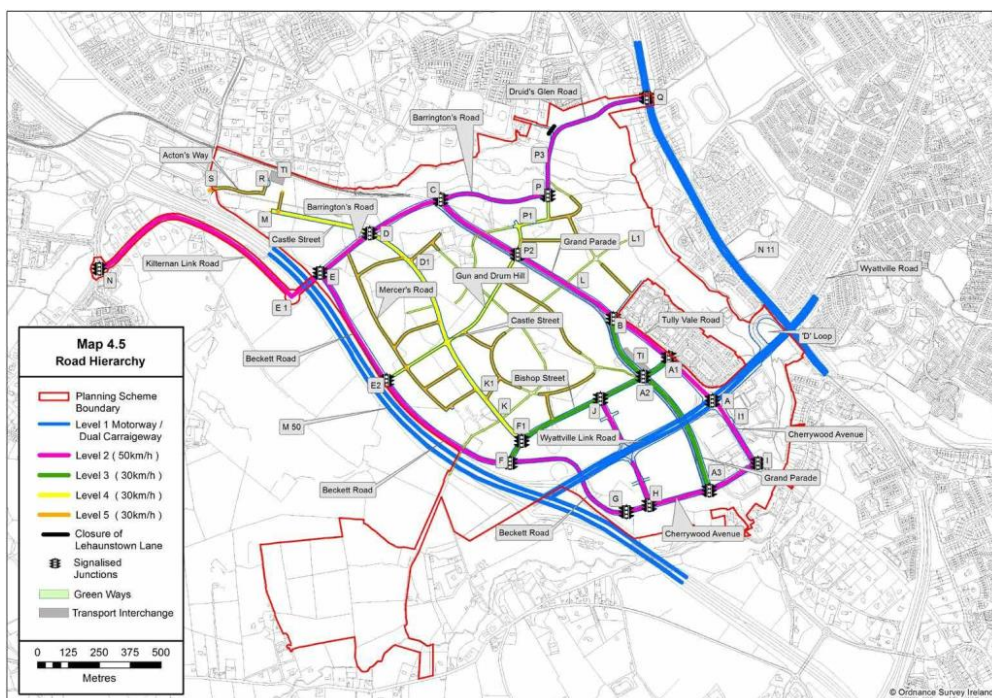 Druid's Glen Road
Q
Barrington's Road
Acton's Way
P3
S
R
TI
C
P
Barrington's Road
M
P1
Castle Street
D
P2
Grand Parade
L1
N 11
Wyattville Road
N
Kilternan Link Road
E
D1
Gun and Drum Hill
L
E 1
Mercer's Road
B
Tully Vale Road
Castle Street
'D' Loop
Beckett Road
TI
A1
Bishop Street
E2
K1
A2
K
J
A
M 50
I1
F1
Wyattville Link Road
Cherrywood Avenue
F
I
Grand Parade
Beckett Road
A3
G
H
Beckett Road
Cherrywood Avenue
Map 4.5
Road Hierarchy
Planning Scheme
Boundary
Level 1 Motorway /
Dual Carraigeway
Level 2 ( 50km/h )
Level 3 ( 30km/h )
Level 4 ( 30km/h )
Level 5 ( 30km/h )
Closure of
Lehaunstown Lane
Signalised
Junctions
Green Ways
Transport Interchange
0 125 250 375 500
Metres
© Ordnance Survey Ireland